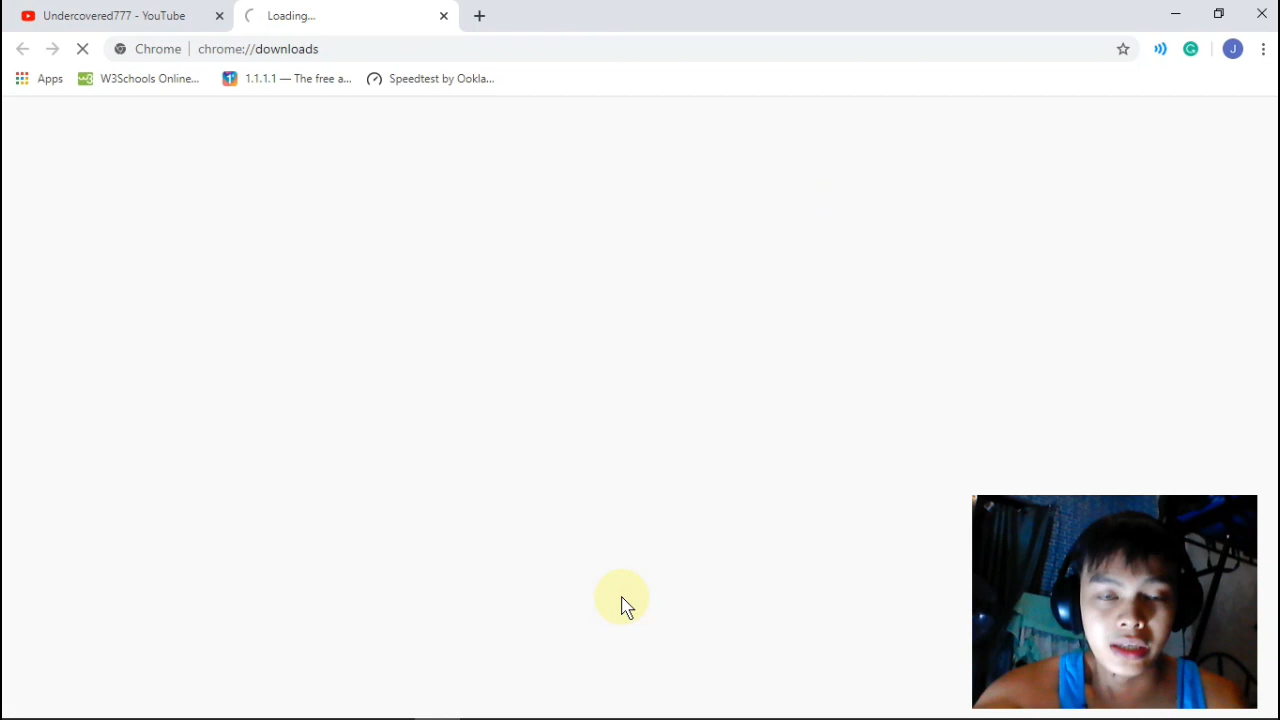 Undercovered777 - YouTube
Loading...
Chrome
chrome://downloads
J
Apps
W3Schools Online...
1.1.1.1 — The free a...
Speedtest by Ookla...